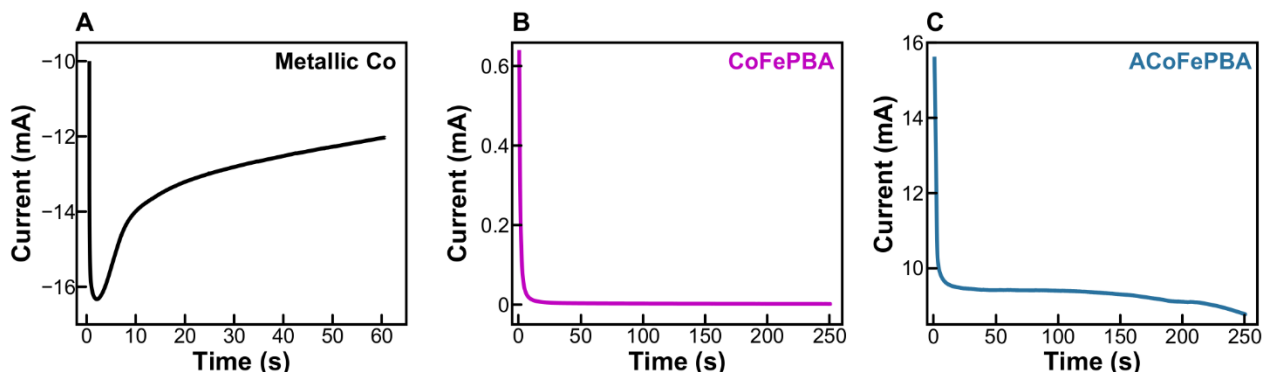 A
Metallic Co
Current (mA)
−10
−12
−14
−16
0 10 20 30 40 50 60
Time (s)
B
CoFePBA
Current (mA)
0.6
0.4
0.2
0
0 50 100 150 200 250
Time (s)
C
ACoFePBA
Current (mA)
16
14
12
10
0 50 100 150 200 250
Time (s)